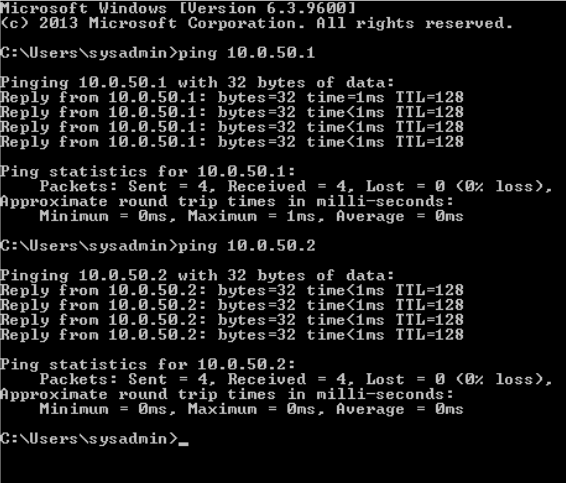 Microsoft Windows [Version 6.3.9600]
(c) 2013 Microsoft Corporation. All rights reserved.
C:\Users\sysadmin>ping 10.0.50.1
Pinging 10.0.50.1 with 32 bytes of data:
Reply from 10.0.50.1: bytes=32 time=1ms TTL=128
Reply from 10.0.50.1: bytes=32 time<1ms TTL=128
Reply from 10.0.50.1: bytes=32 time<1ms TTL=128
Reply from 10.0.50.1: bytes=32 time<1ms TTL=128
Ping statistics for 10.0.50.1:
    Packets: Sent = 4, Received = 4, Lost = 0 (0% loss),
Approximate round trip times in milli-seconds:
    Minimum = 0ms, Maximum = 1ms, Average = 0ms
C:\Users\sysadmin>ping 10.0.50.2
Pinging 10.0.50.2 with 32 bytes of data:
Reply from 10.0.50.2: bytes=32 time<1ms TTL=128
Reply from 10.0.50.2: bytes=32 time<1ms TTL=128
Reply from 10.0.50.2: bytes=32 time<1ms TTL=128
Reply from 10.0.50.2: bytes=32 time<1ms TTL=128
Ping statistics for 10.0.50.2:
    Packets: Sent = 4, Received = 4, Lost = 0 (0% loss),
Approximate round trip times in milli-seconds:
    Minimum = 0ms, Maximum = 0ms, Average = 0ms
C:\Users\sysadmin>_